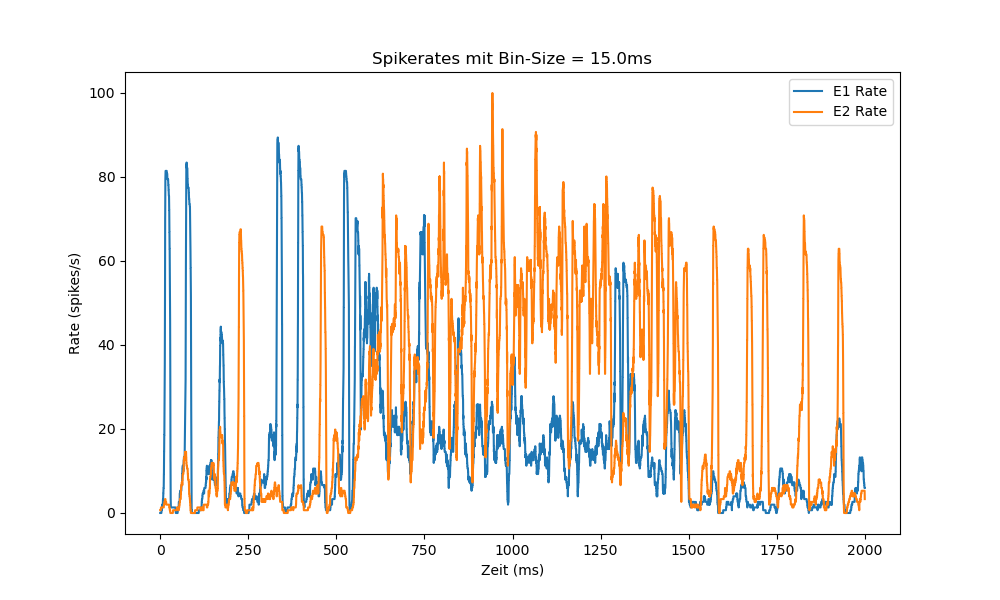 Spikerates mit Bin-Size = 15.0ms
E1 Rate
E2 Rate
Rate (spikes/s)
100
80
60
40
20
0
0 250 500 750 1000 1250 1500 1750 2000
Zeit (ms)